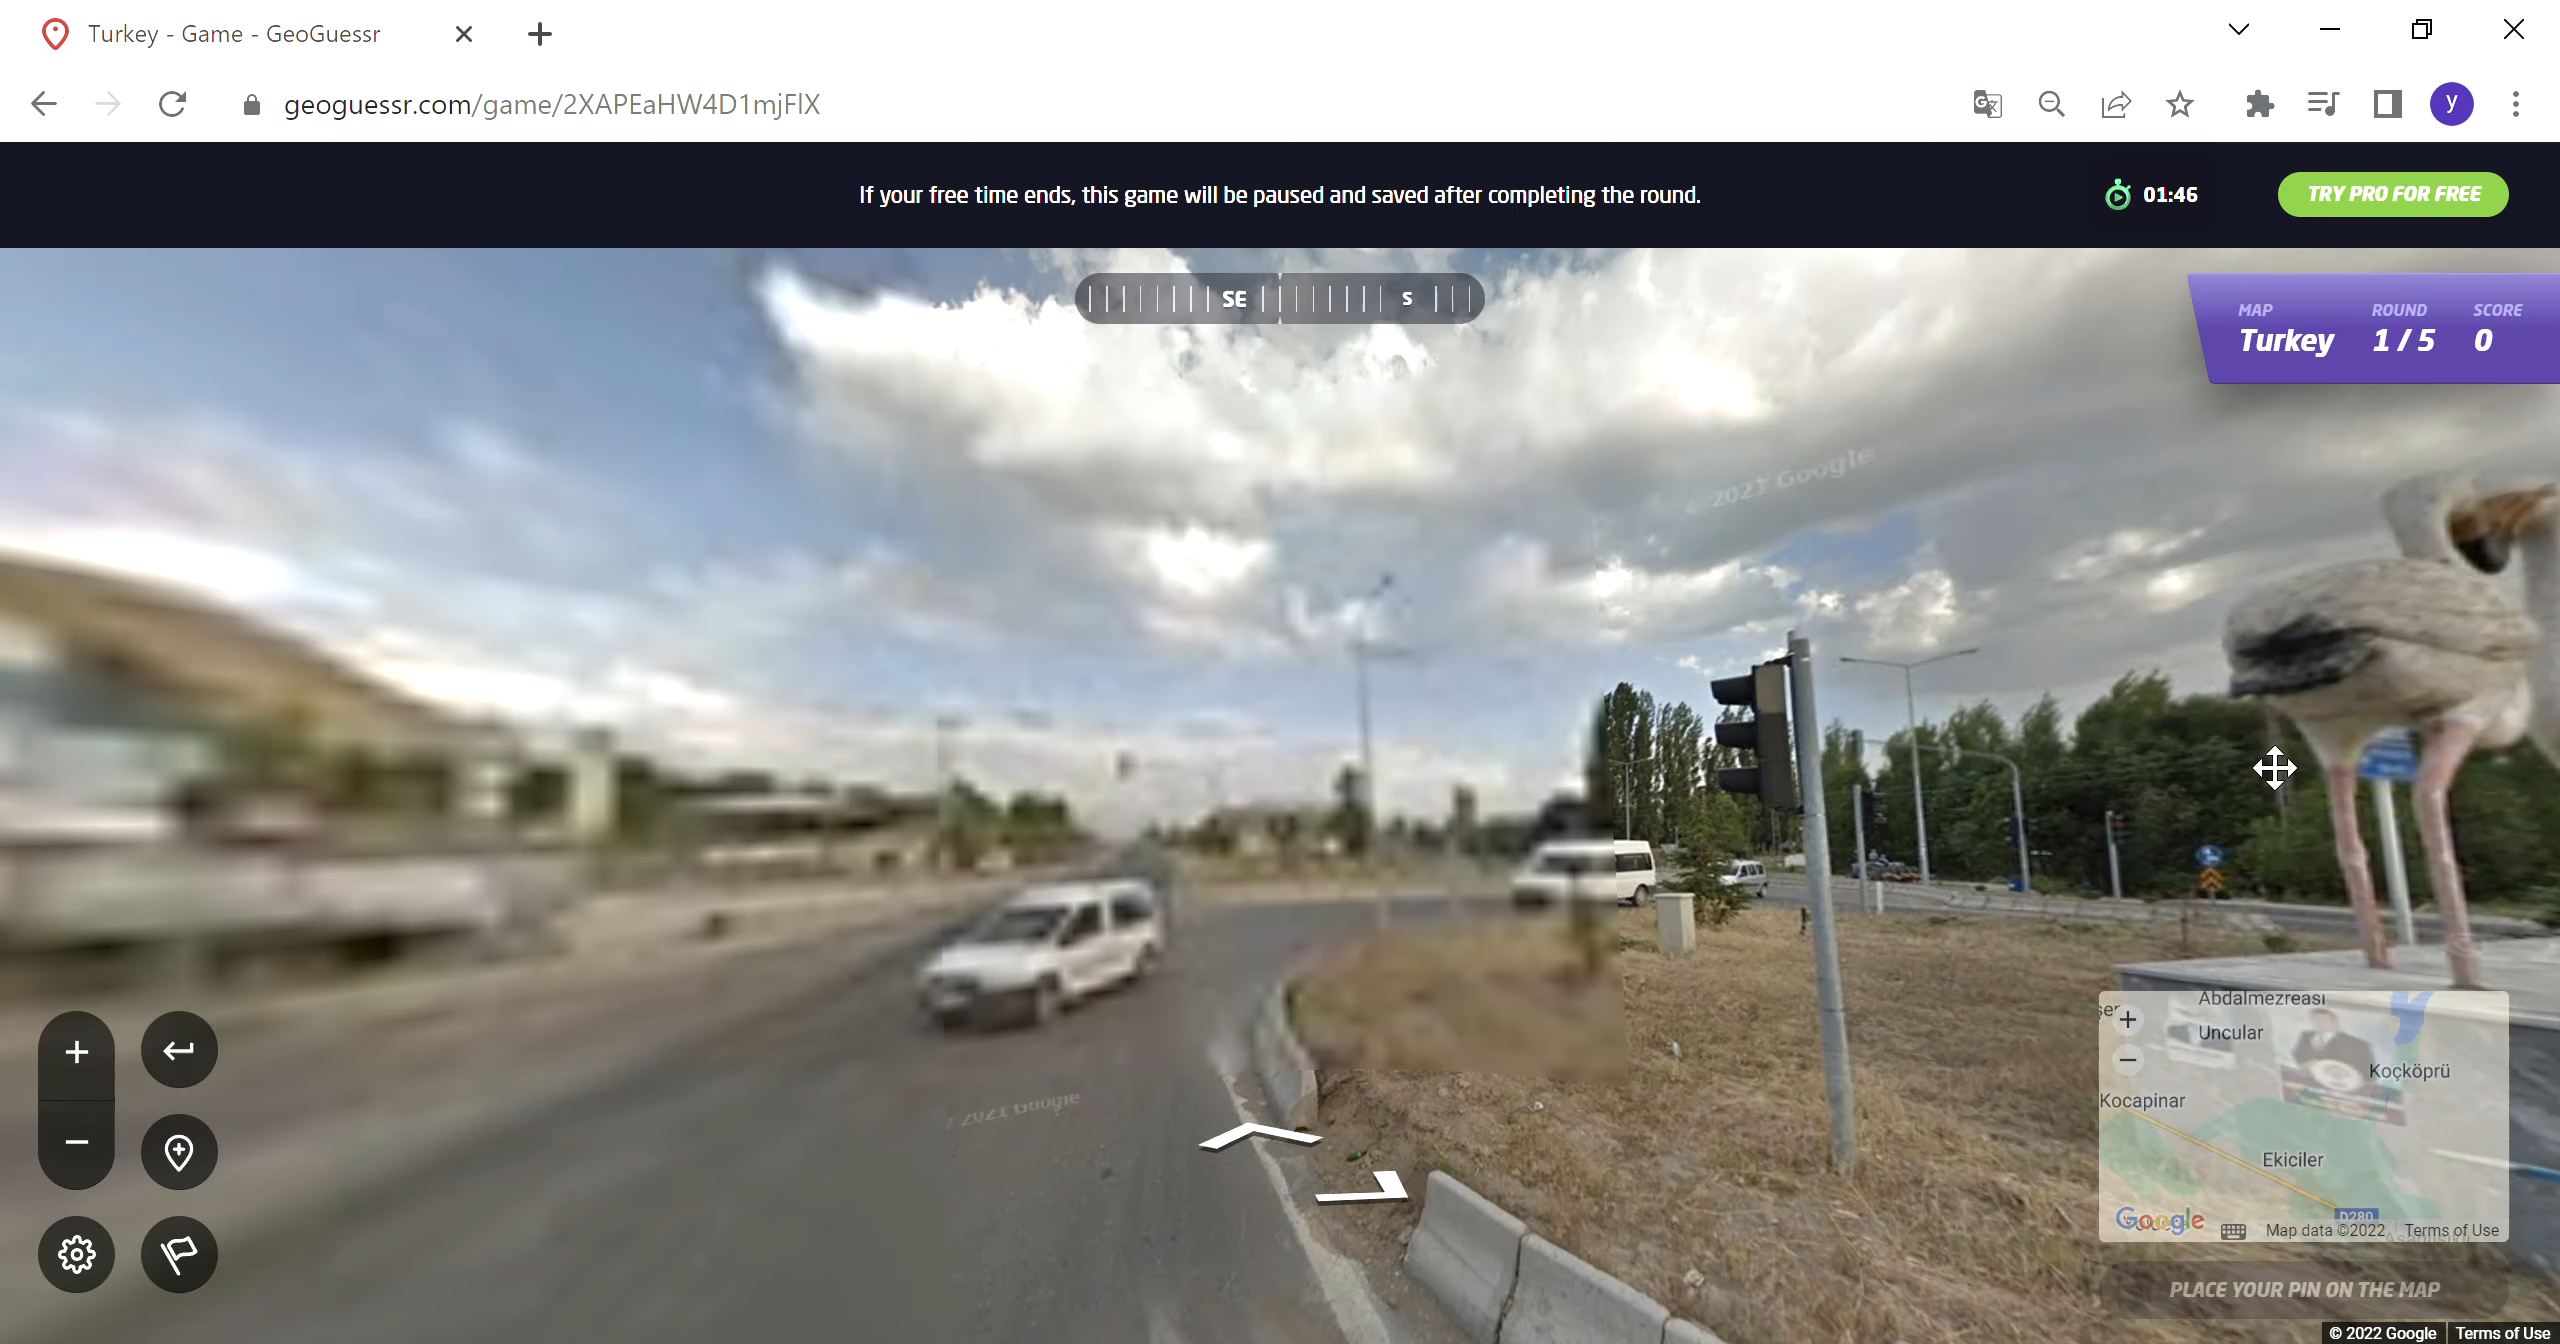 Turkey - Game - GeoGuessr
geoguessr.com/game/2XAPEaHW4D1mjFlX
y
If your free time ends, this game will be paused and saved after completing the round.
01:46
TRY PRO FOR FREE
SE
S
MAP
ROUND
SCORE
Turkey
1 / 5
0
© 2021 Google
2021 Google
Abdalmezreası
Uncular
Koçköprü
Kocapinar
Ekiciler
D280
Google
Map data ©2022
Terms of Use
PLACE YOUR PIN ON THE MAP
© 2022 Google
Terms of Use